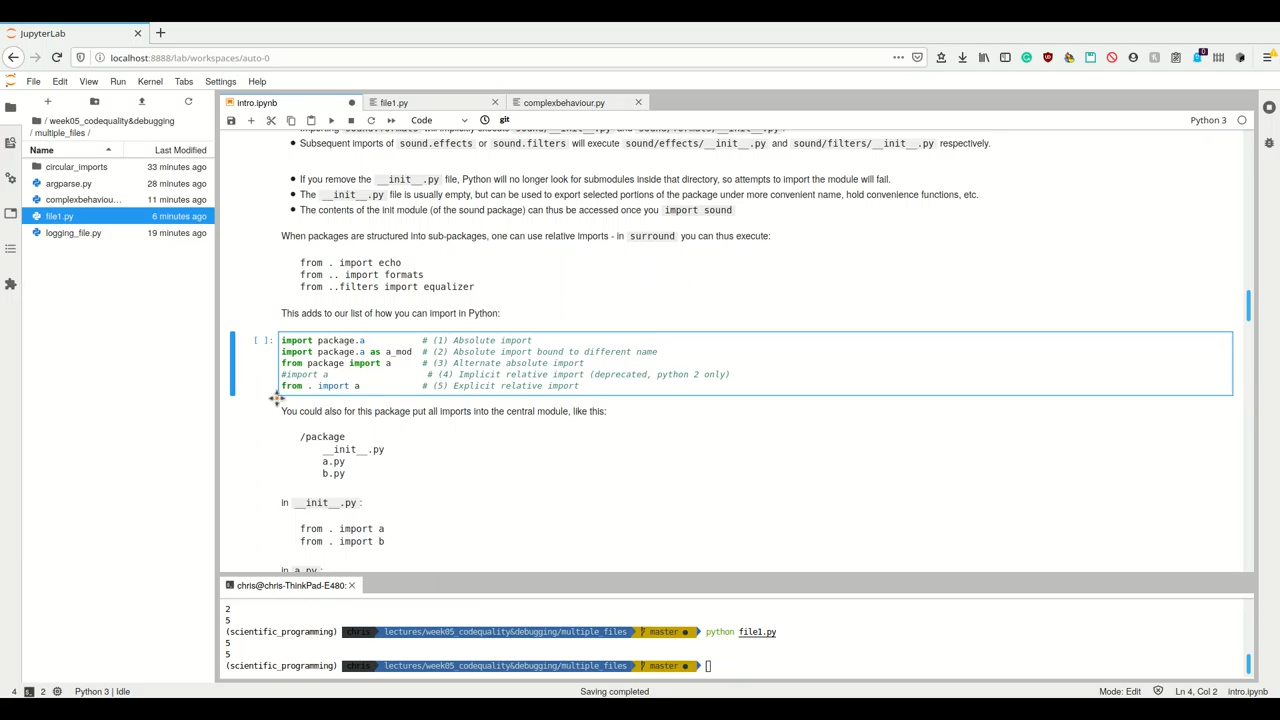 JupyterLab
localhost:8888/lab/workspaces/auto-0
File Edit View Run Kernel Tabs Settings Help
/ week05_codequality&debugging
/ multiple_files /
Name Last Modified
circular_imports 33 minutes ago
argparse.py 28 minutes ago
complexbehaviou... 11 minutes ago
file1.py 6 minutes ago
logging_file.py 19 minutes ago
intro.ipynb file1.py complexbehaviour.py
Code git Python 3
Subsequent imports of sound.effects or sound.filters will execute sound/effects/__init__.py and sound/filters/__init__.py respectively.
If you remove the __init__.py file, Python will no longer look for submodules inside that directory, so attempts to import the module will fail.
The __init__.py file is usually empty, but can be used to export selected portions of the package under more convenient name, hold convenience functions, etc.
The contents of the init module (of the sound package) can thus be accessed once you import sound
When packages are structured into sub-packages, one can use relative imports - in surround you can thus execute:
from . import echo
from .. import formats
from ..filters import equalizer
This adds to our list of how you can import in Python:
[ ]: import package.a # (1) Absolute import
import package.a as a_mod # (2) Absolute import bound to different name
from package import a # (3) Alternate absolute import
#import a # (4) Implicit relative import (deprecated, python 2 only)
from . import a # (5) Explicit relative import
You could also for this package put all imports into the central module, like this:
/package
__init__.py
a.py
b.py
in __init__.py :
from . import a
from . import b
in a.py :
chris@chris-ThinkPad-E480:
2
5
(scientific_programming) chris lectures/week05_codequality&debugging/multiple_files master ● python file1.py
5
5
(scientific_programming) chris lectures/week05_codequality&debugging/multiple_files master ●
4 2 Python 3 | Idle Saving completed Mode: Edit Ln 4, Col 2 intro.ipynb